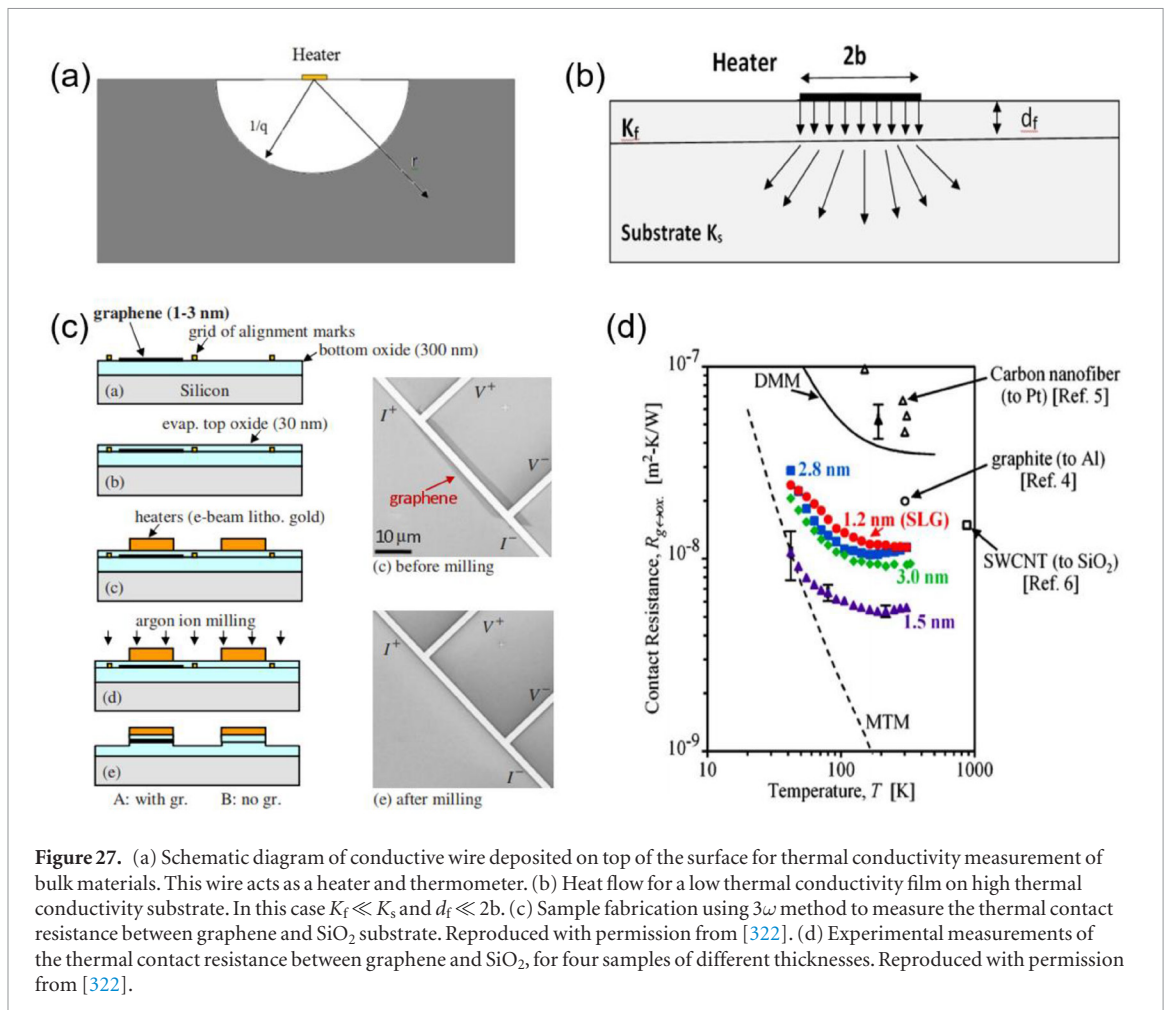 (a)
Heater
1/q
r
(b)
Heater
2b
K_f
d_f
Substrate K_s
(c)
graphene (1-3 nm)
grid of alignment marks
bottom oxide (300 nm)
(a)
Silicon
evap. top oxide (30 nm)
(b)
heaters (e-beam litho. gold)
(c)
argon ion milling
(d)
(e)
A: with gr.
B: no gr.
I⁺
V⁺
V⁻
graphene
I⁻
10 μm
(c) before milling
I⁺
V⁺
V⁻
I⁻
(e) after milling
(d)
10⁻⁷
10⁻⁸
10⁻⁹
Contact Resistance, R_g↔ox. [m²-K/W]
DMM
Carbon nanofiber
(to Pt) [Ref. 5]
graphite (to Al)
[Ref. 4]
2.8 nm
1.2 nm (SLG)
SWCNT (to SiO₂)
[Ref. 6]
3.0 nm
1.5 nm
MTM
10
100
1000
Temperature, T [K]
Figure 27. (a) Schematic diagram of conductive wire deposited on top of the surface for thermal conductivity measurement of
bulk materials. This wire acts as a heater and thermometer. (b) Heat flow for a low thermal conductivity film on high thermal
conductivity substrate. In this case K_f ≪ K_s and d_f ≪ 2b. (c) Sample fabrication using 3ω method to measure the thermal contact
resistance between graphene and SiO₂ substrate. Reproduced with permission from [322]. (d) Experimental measurements of
the thermal contact resistance between graphene and SiO₂, for four samples of different thicknesses. Reproduced with permission
from [322].